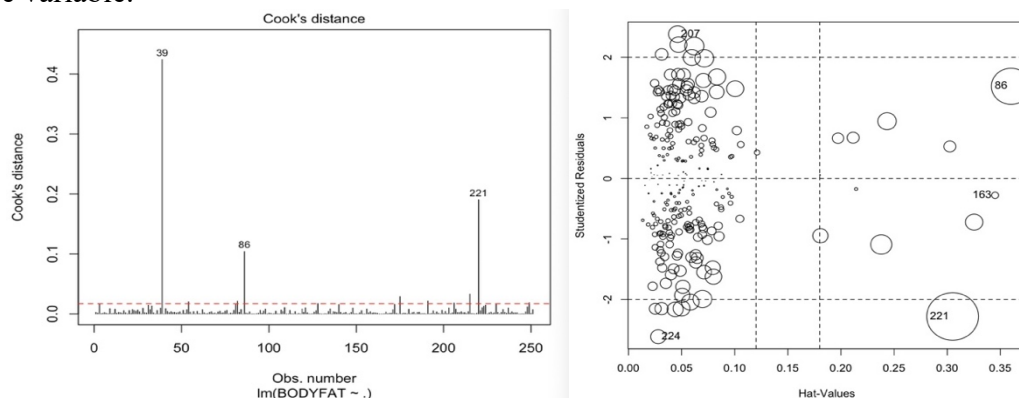 e variable.
Cook's distance
39
221
86
Cook's distance
0.4
0.3
0.2
0.1
0.0
0 50 100 150 200 250
Obs. number
lm(BODYFAT ~ .)
207
86
163
221
224
Studentized Residuals
2
1
0
-1
-2
0.00 0.05 0.10 0.15 0.20 0.25 0.30 0.35
Hat-Values